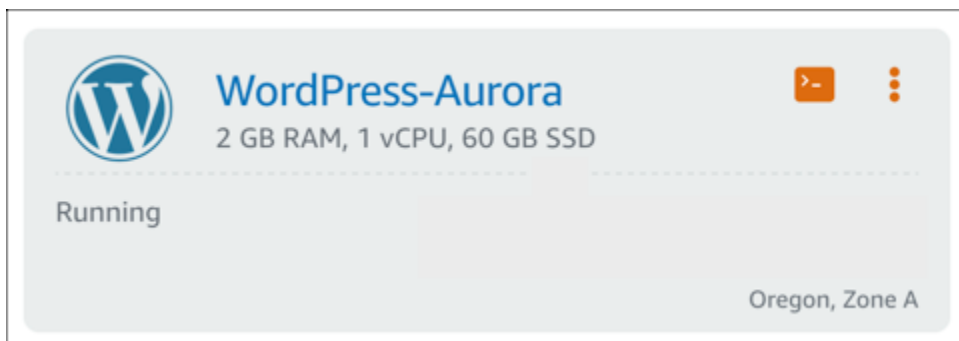 WordPress-Aurora
2 GB RAM, 1 vCPU, 60 GB SSD
Running
Oregon, Zone A